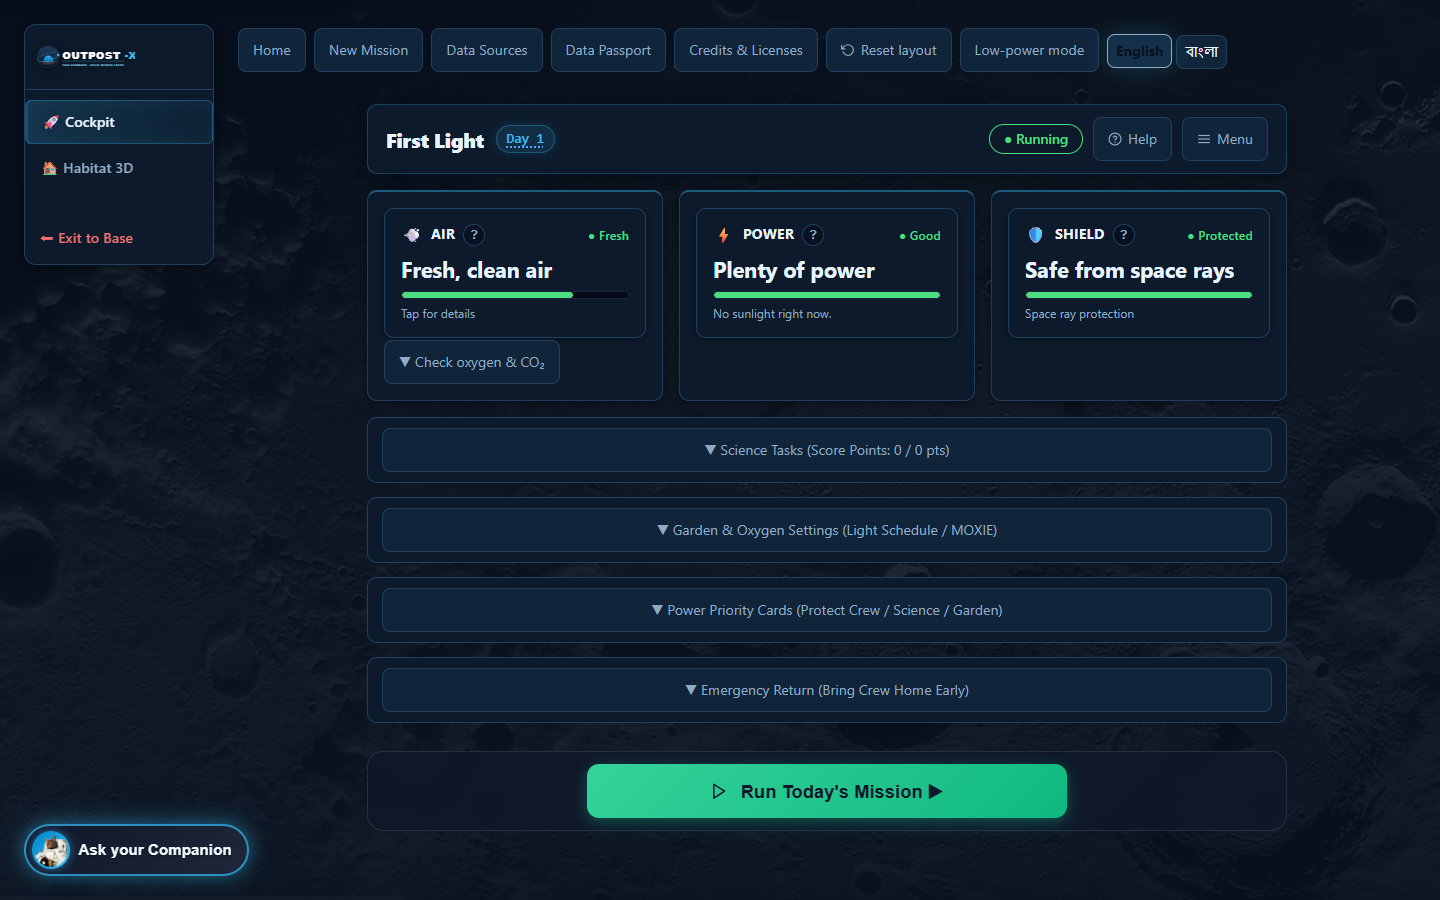 OUTPOST -X
Home
New Mission
Data Sources
Data Passport
Credits & Licenses
Reset layout
Low-power mode
English
বাংলা
Cockpit
Habitat 3D
Exit to Base
First Light
Day 1
● Running
Help
Menu
AIR ?
● Fresh
Fresh, clean air
Tap for details
▼ Check oxygen & CO₂
POWER ?
● Good
Plenty of power
No sunlight right now.
SHIELD ?
● Protected
Safe from space rays
Space ray protection
▼ Science Tasks (Score Points: 0 / 0 pts)
▼ Garden & Oxygen Settings (Light Schedule / MOXIE)
▼ Power Priority Cards (Protect Crew / Science / Garden)
▼ Emergency Return (Bring Crew Home Early)
Run Today's Mission ▶
Ask your Companion